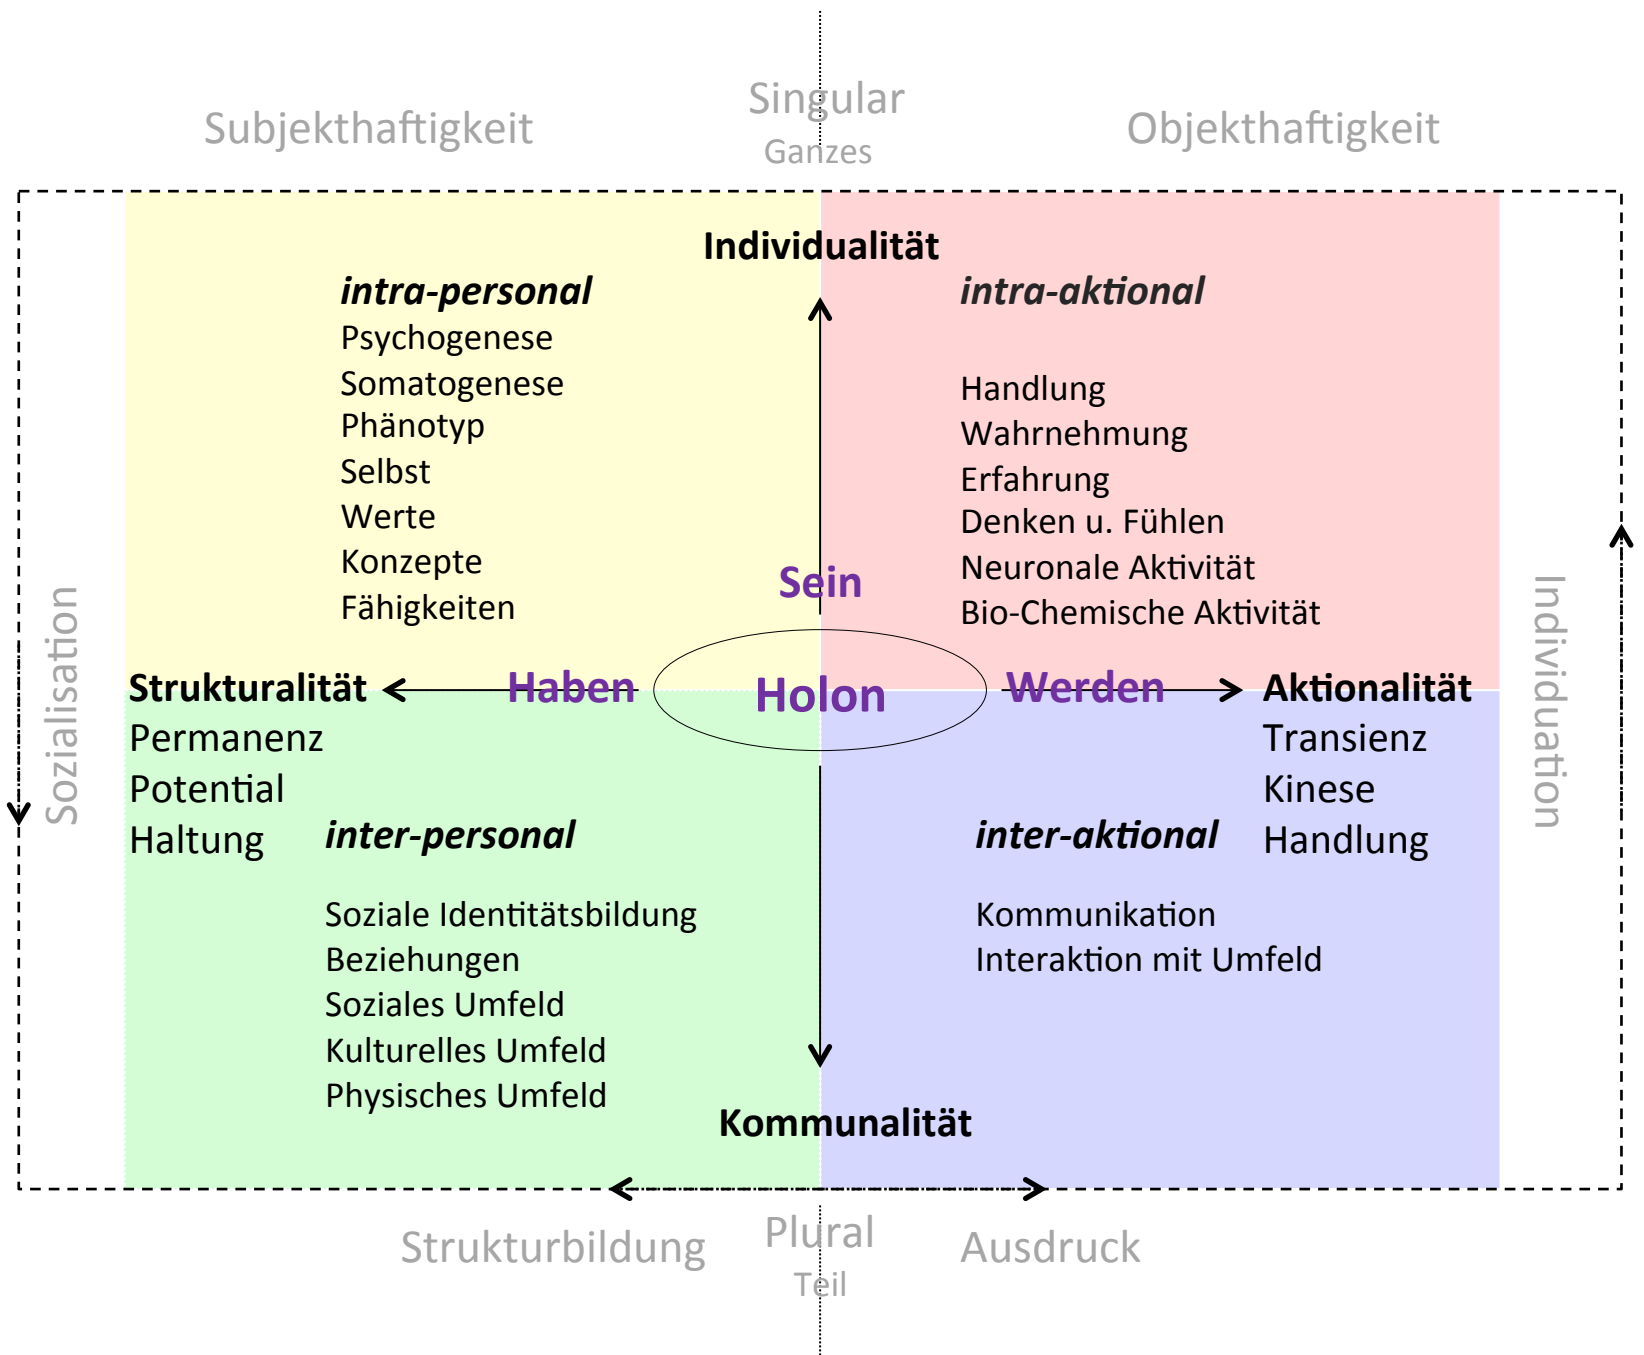 Singular
Ganzes
Subjekthaftigkeit
Objekthaftigkeit
Individualität
intra-personal
Psychogenese
Somatogenese
Phänotyp
Selbst
Werte
Konzepte
Fähigkeiten
intra-aktional
Handlung
Wahrnehmung
Erfahrung
Denken u. Fühlen
Neuronale Aktivität
Bio-Chemische Aktivität
Sein
Sozialisation
Individuation
Haben
Holon
Werden
Strukturalität
Permanenz
Potential
Haltung
Aktionalität
Transienz
Kinese
Handlung
inter-personal
Soziale Identitätsbildung
Beziehungen
Soziales Umfeld
Kulturelles Umfeld
Physisches Umfeld
inter-aktional
Kommunikation
Interaktion mit Umfeld
Kommunalität
Strukturbildung
Plural
Teil
Ausdruck